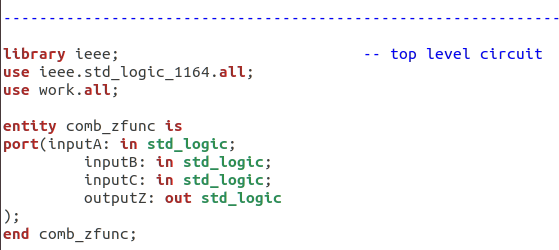 --------------------------------------------------------------
library ieee; -- top level circuit
use ieee.std_logic_1164.all;
use work.all;
entity comb_zfunc is
port(inputA: in std_logic;
inputB: in std_logic;
inputC: in std_logic;
outputZ: out std_logic
);
end comb_zfunc;